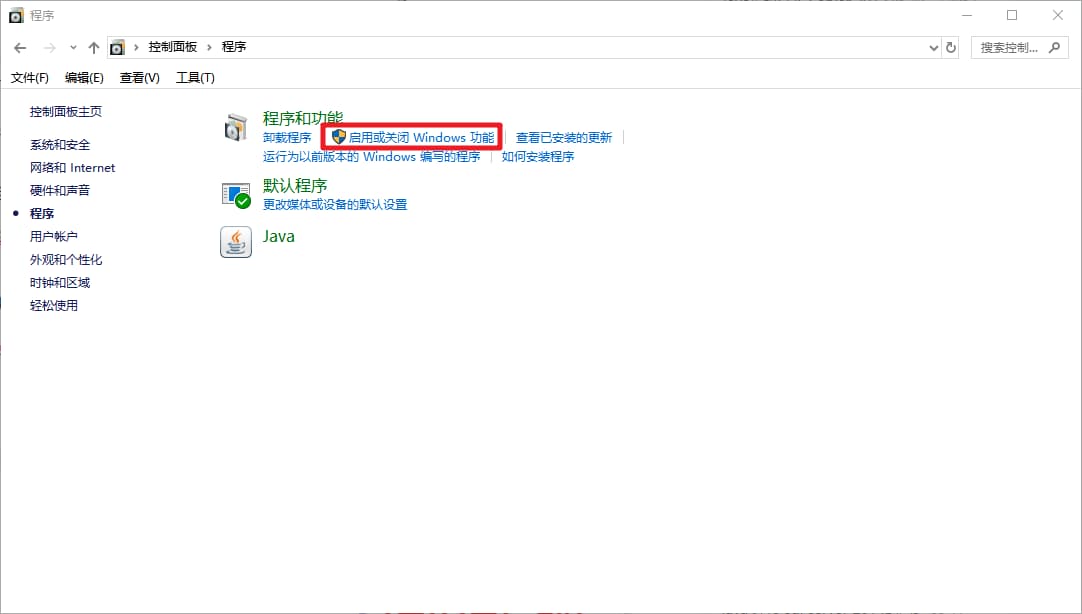 程序
控制面板 › 程序
搜索控制...
文件(F) 编辑(E) 查看(V) 工具(T)
控制面板主页
系统和安全
网络和 Internet
硬件和声音
程序
用户帐户
外观和个性化
时钟和区域
轻松使用
程序和功能
卸载程序 启用或关闭 Windows 功能 查看已安装的更新
运行为以前版本的 Windows 编写的程序 如何安装程序
默认程序
更改媒体或设备的默认设置
Java